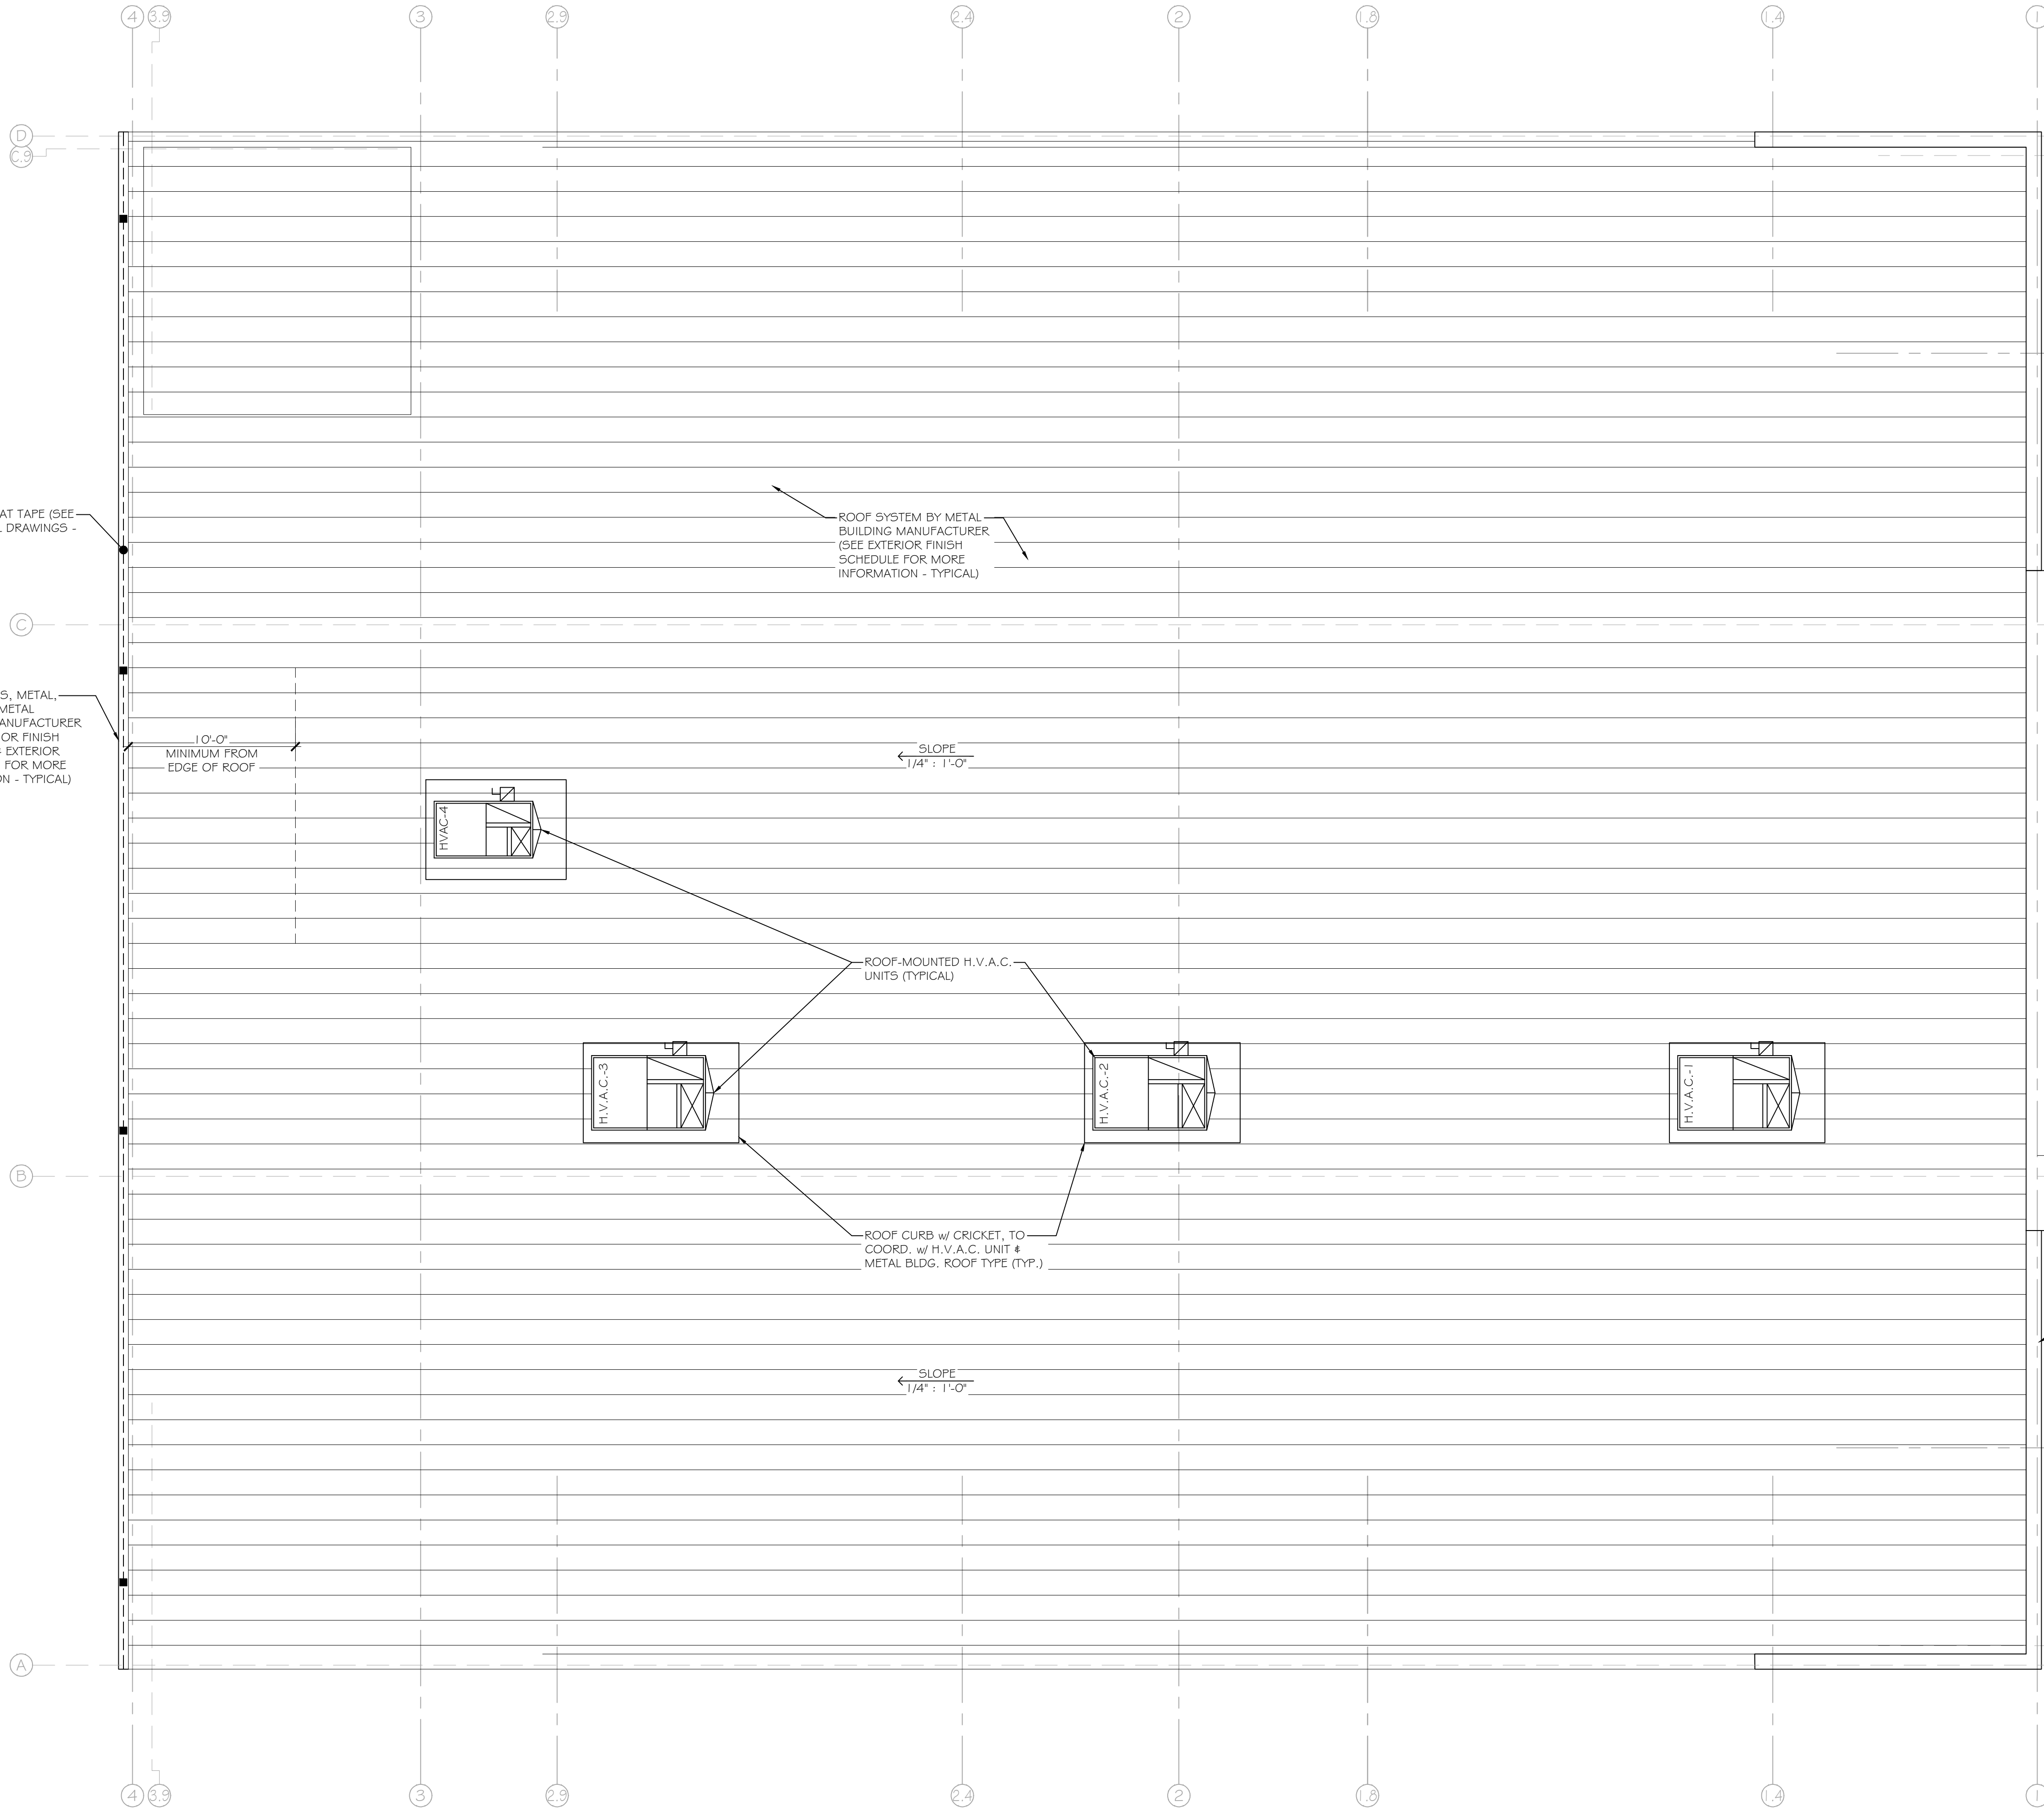 4
3.9
3
2.9
2.4
2
1.8
1.4
1
D
C.9
AT TAPE (SEE
DRAWINGS -
ROOF SYSTEM BY METAL
BUILDING MANUFACTURER
(SEE EXTERIOR FINISH
SCHEDULE FOR MORE
INFORMATION - TYPICAL)
C
S, METAL,
METAL
ANUFACTURER
OR FINISH
EXTERIOR
FOR MORE
ON - TYPICAL)
10'-0"
MINIMUM FROM
EDGE OF ROOF
SLOPE
1/4" : 1'-0"
HVAC-4
ROOF-MOUNTED H.V.A.C.
UNITS (TYPICAL)
H.V.A.C.-3
H.V.A.C.-2
H.V.A.C.-1
B
ROOF CURB w/ CRICKET, TO
COORD. w/ H.V.A.C. UNIT &
METAL BLDG. ROOF TYPE (TYP.)
SLOPE
1/4" : 1'-0"
A
4
3.9
3
2.9
2.4
2
1.8
1.4
1